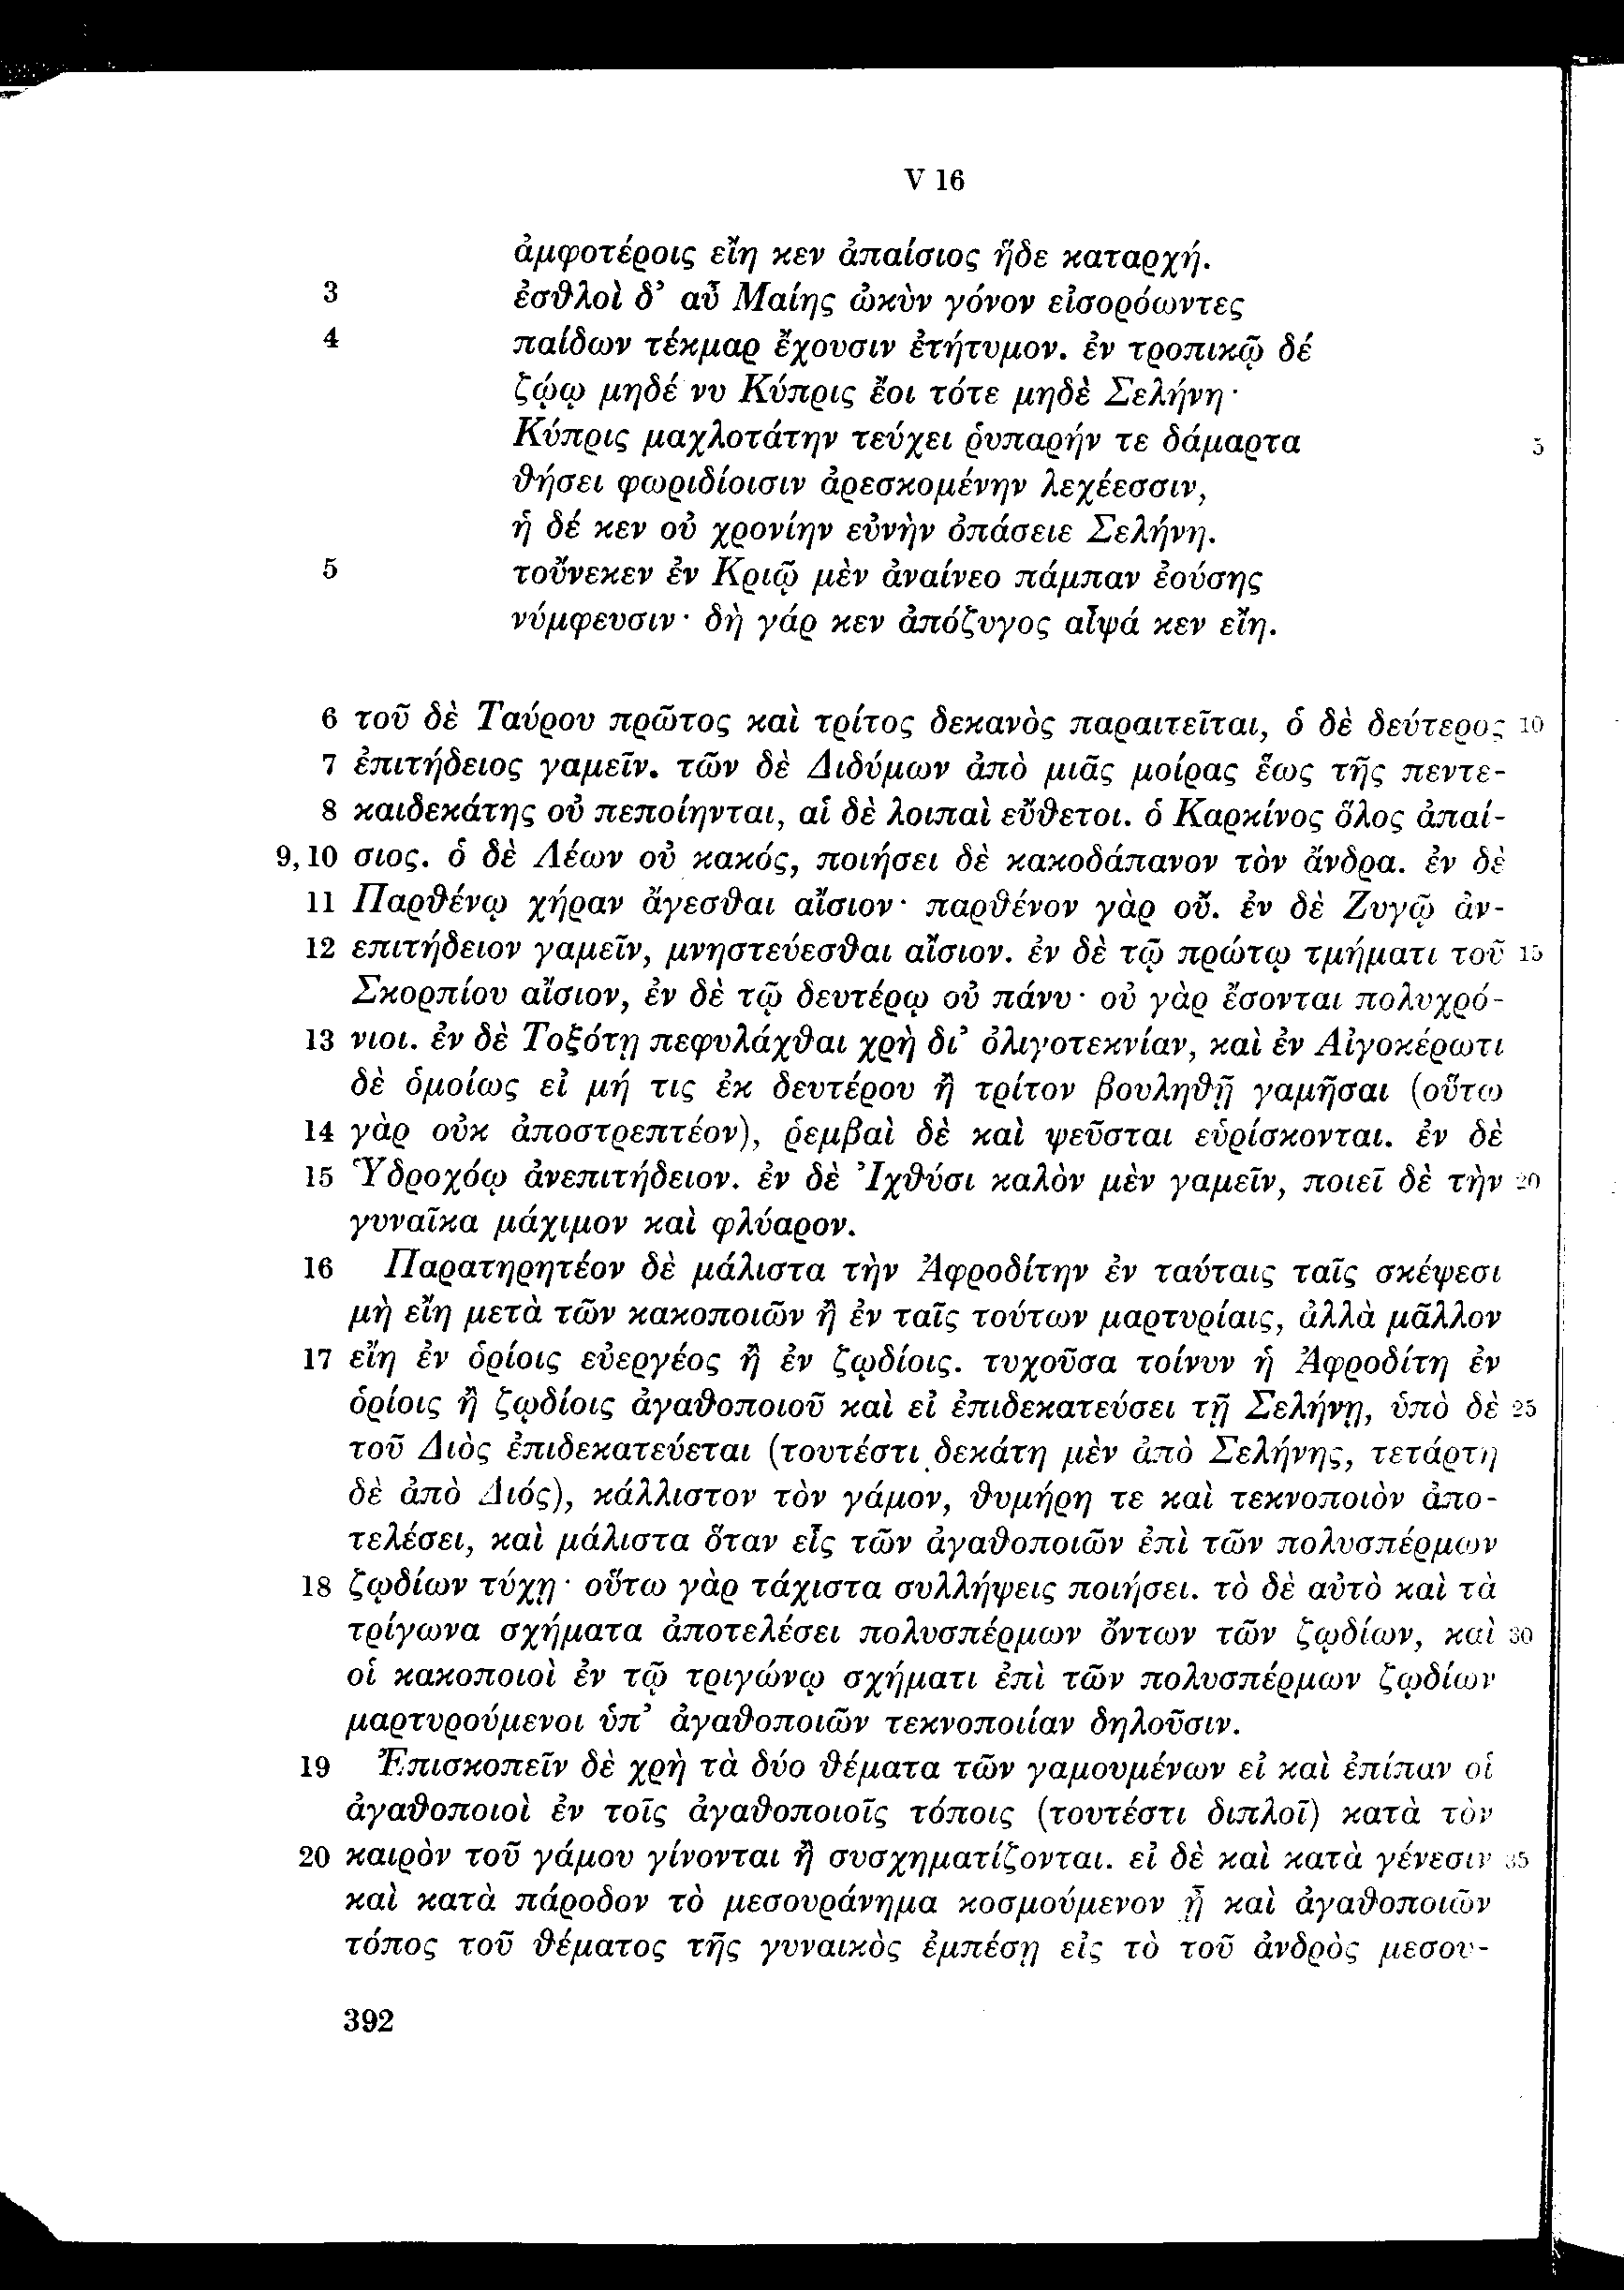 V 16
ἀμφοτέροις εἴη κεν ἀπαίσιος ἥδε καταρχή.
3 ἐσθλοὶ δ’ αὖ Μαίης ὠκὺν γόνον εἰσορόωντες
4 παίδων τέκμαρ ἔχουσιν ἐτήτυμον. ἐν τροπικῷ δέ
ζῴῳ μηδέ νυ Κύπρις ἔοι τότε μηδὲ Σελήνη·
Κύπρις μαχλοτάτην τεύχει ῥυπαρήν τε δάμαρτα 5
θήσει φωριδίοισιν ἀρεσκομένην λεχέεσσιν,
ἡ δέ κεν οὐ χρονίην εὐνὴν ὀπάσειε Σελήνη.
5 τοὔνεκεν ἐν Κριῷ μὲν ἀναίνεο πάμπαν ἐούσης
νύμφευσιν· δὴ γάρ κεν ἀπόζυγος αἶψά κεν εἴη.
6 τοῦ δὲ Ταύρου πρῶτος καὶ τρίτος δεκανὸς παραιτεῖται, ὁ δὲ δεύτερος 10
7 ἐπιτήδειος γαμεῖν. τῶν δὲ Διδύμων ἀπὸ μιᾶς μοίρας ἕως τῆς πεντε-
8 καιδεκάτης οὐ πεποίηνται, αἱ δὲ λοιπαὶ εὔθετοι. ὁ Καρκίνος ὅλος ἀπαί-
9,10 σιος. ὁ δὲ Λέων οὐ κακός, ποιήσει δὲ κακοδάπανον τὸν ἄνδρα. ἐν δὲ
11 Παρθένῳ χήραν ἄγεσθαι αἴσιον· παρθένον γὰρ οὔ. ἐν δὲ Ζυγῷ ἀν-
12 επιτήδειον γαμεῖν, μνηστεύεσθαι αἴσιον. ἐν δὲ τῷ πρώτῳ τμήματι τοῦ 15
Σκορπίου αἴσιον, ἐν δὲ τῷ δευτέρῳ οὐ πάνυ· οὐ γὰρ ἔσονται πολυχρό-
13 νιοι. ἐν δὲ Τοξότῃ πεφυλάχθαι χρὴ δι’ ὀλιγοτεκνίαν, καὶ ἐν Αἰγοκέρωτι
δὲ ὁμοίως εἰ μή τις ἐκ δευτέρου ἢ τρίτον βουληθῇ γαμῆσαι (οὕτω
14 γὰρ οὐκ ἀποστρεπτέον), ῥεμβαὶ δὲ καὶ ψεῦσται εὑρίσκονται. ἐν δὲ
15 Ὑδροχόῳ ἀνεπιτήδειον. ἐν δὲ Ἰχθύσι καλὸν μὲν γαμεῖν, ποιεῖ δὲ τὴν 20
γυναῖκα μάχιμον καὶ φλύαρον.
16 Παρατηρητέον δὲ μάλιστα τὴν Ἀφροδίτην ἐν ταύταις ταῖς σκέψεσι
μὴ εἴη μετὰ τῶν κακοποιῶν ἢ ἐν ταῖς τούτων μαρτυρίαις, ἀλλὰ μᾶλλον
17 εἴη ἐν ὁρίοις εὐεργέος ἢ ἐν ζῳδίοις. τυχοῦσα τοίνυν ἡ Ἀφροδίτη ἐν
ὁρίοις ἢ ζῳδίοις ἀγαθοποιοῦ καὶ εἰ ἐπιδεκατεύσει τῇ Σελήνῃ, ὑπὸ δὲ 25
τοῦ Διὸς ἐπιδεκατεύεται (τουτέστι δεκάτη μὲν ἀπὸ Σελήνης, τετάρτη
δὲ ἀπὸ Διός), κάλλιστον τὸν γάμον, θυμήρη τε καὶ τεκνοποιὸν ἀπο-
τελέσει, καὶ μάλιστα ὅταν εἷς τῶν ἀγαθοποιῶν ἐπὶ τῶν πολυσπέρμων
18 ζῳδίων τύχῃ· οὕτω γὰρ τάχιστα συλλήψεις ποιήσει. τὸ δὲ αὐτὸ καὶ τὰ
τρίγωνα σχήματα ἀποτελέσει πολυσπέρμων ὄντων τῶν ζῳδίων, καὶ 30
οἱ κακοποιοὶ ἐν τῷ τριγώνῳ σχήματι ἐπὶ τῶν πολυσπέρμων ζῳδίων
μαρτυρούμενοι ὑπ’ ἀγαθοποιῶν τεκνοποιίαν δηλοῦσιν.
19 Ἐπισκοπεῖν δὲ χρὴ τὰ δύο θέματα τῶν γαμουμένων εἰ καὶ ἐπίπαν οἱ
ἀγαθοποιοὶ ἐν τοῖς ἀγαθοποιοῖς τόποις (τουτέστι διπλοῖ) κατὰ τὸν
20 καιρὸν τοῦ γάμου γίνονται ἢ συσχηματίζονται. εἰ δὲ καὶ κατὰ γένεσιν 35
καὶ κατὰ πάροδον τὸ μεσουράνημα κοσμούμενον ᾖ καὶ ἀγαθοποιῶν
τόπος τοῦ θέματος τῆς γυναικὸς ἐμπέσῃ εἰς τὸ τοῦ ἀνδρὸς μεσου-
392